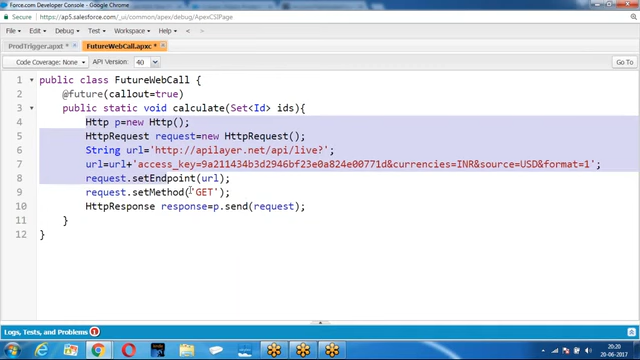 Force.com Developer Console - Google Chrome
Secure https://ap5.salesforce.com/_ui/common/apex/debug/ApexCSIPage
File Edit Debug Test Workspace Help < >
ProdTrigger.apxt FutureWebCall.apxc
Code Coverage: None API Version: 40 Go To
1 public class FutureWebCall {
2 @future(callout=true)
3 public static void calculate(Set<Id> ids){
4 Http p=new Http();
5 HttpRequest request=new HttpRequest();
6 String url='http://apilayer.net/api/live?';
7 url=url+'access_key=9a211434b3d2946bf23e0a824e00771d&currencies=INR&source=USD&format=1';
8 request.setEndpoint(url);
9 request.setMethod('GET');
10 HttpResponse response=p.send(request);
11 }
12 }
Logs, Tests, and Problems 1
20:20
20-06-2017